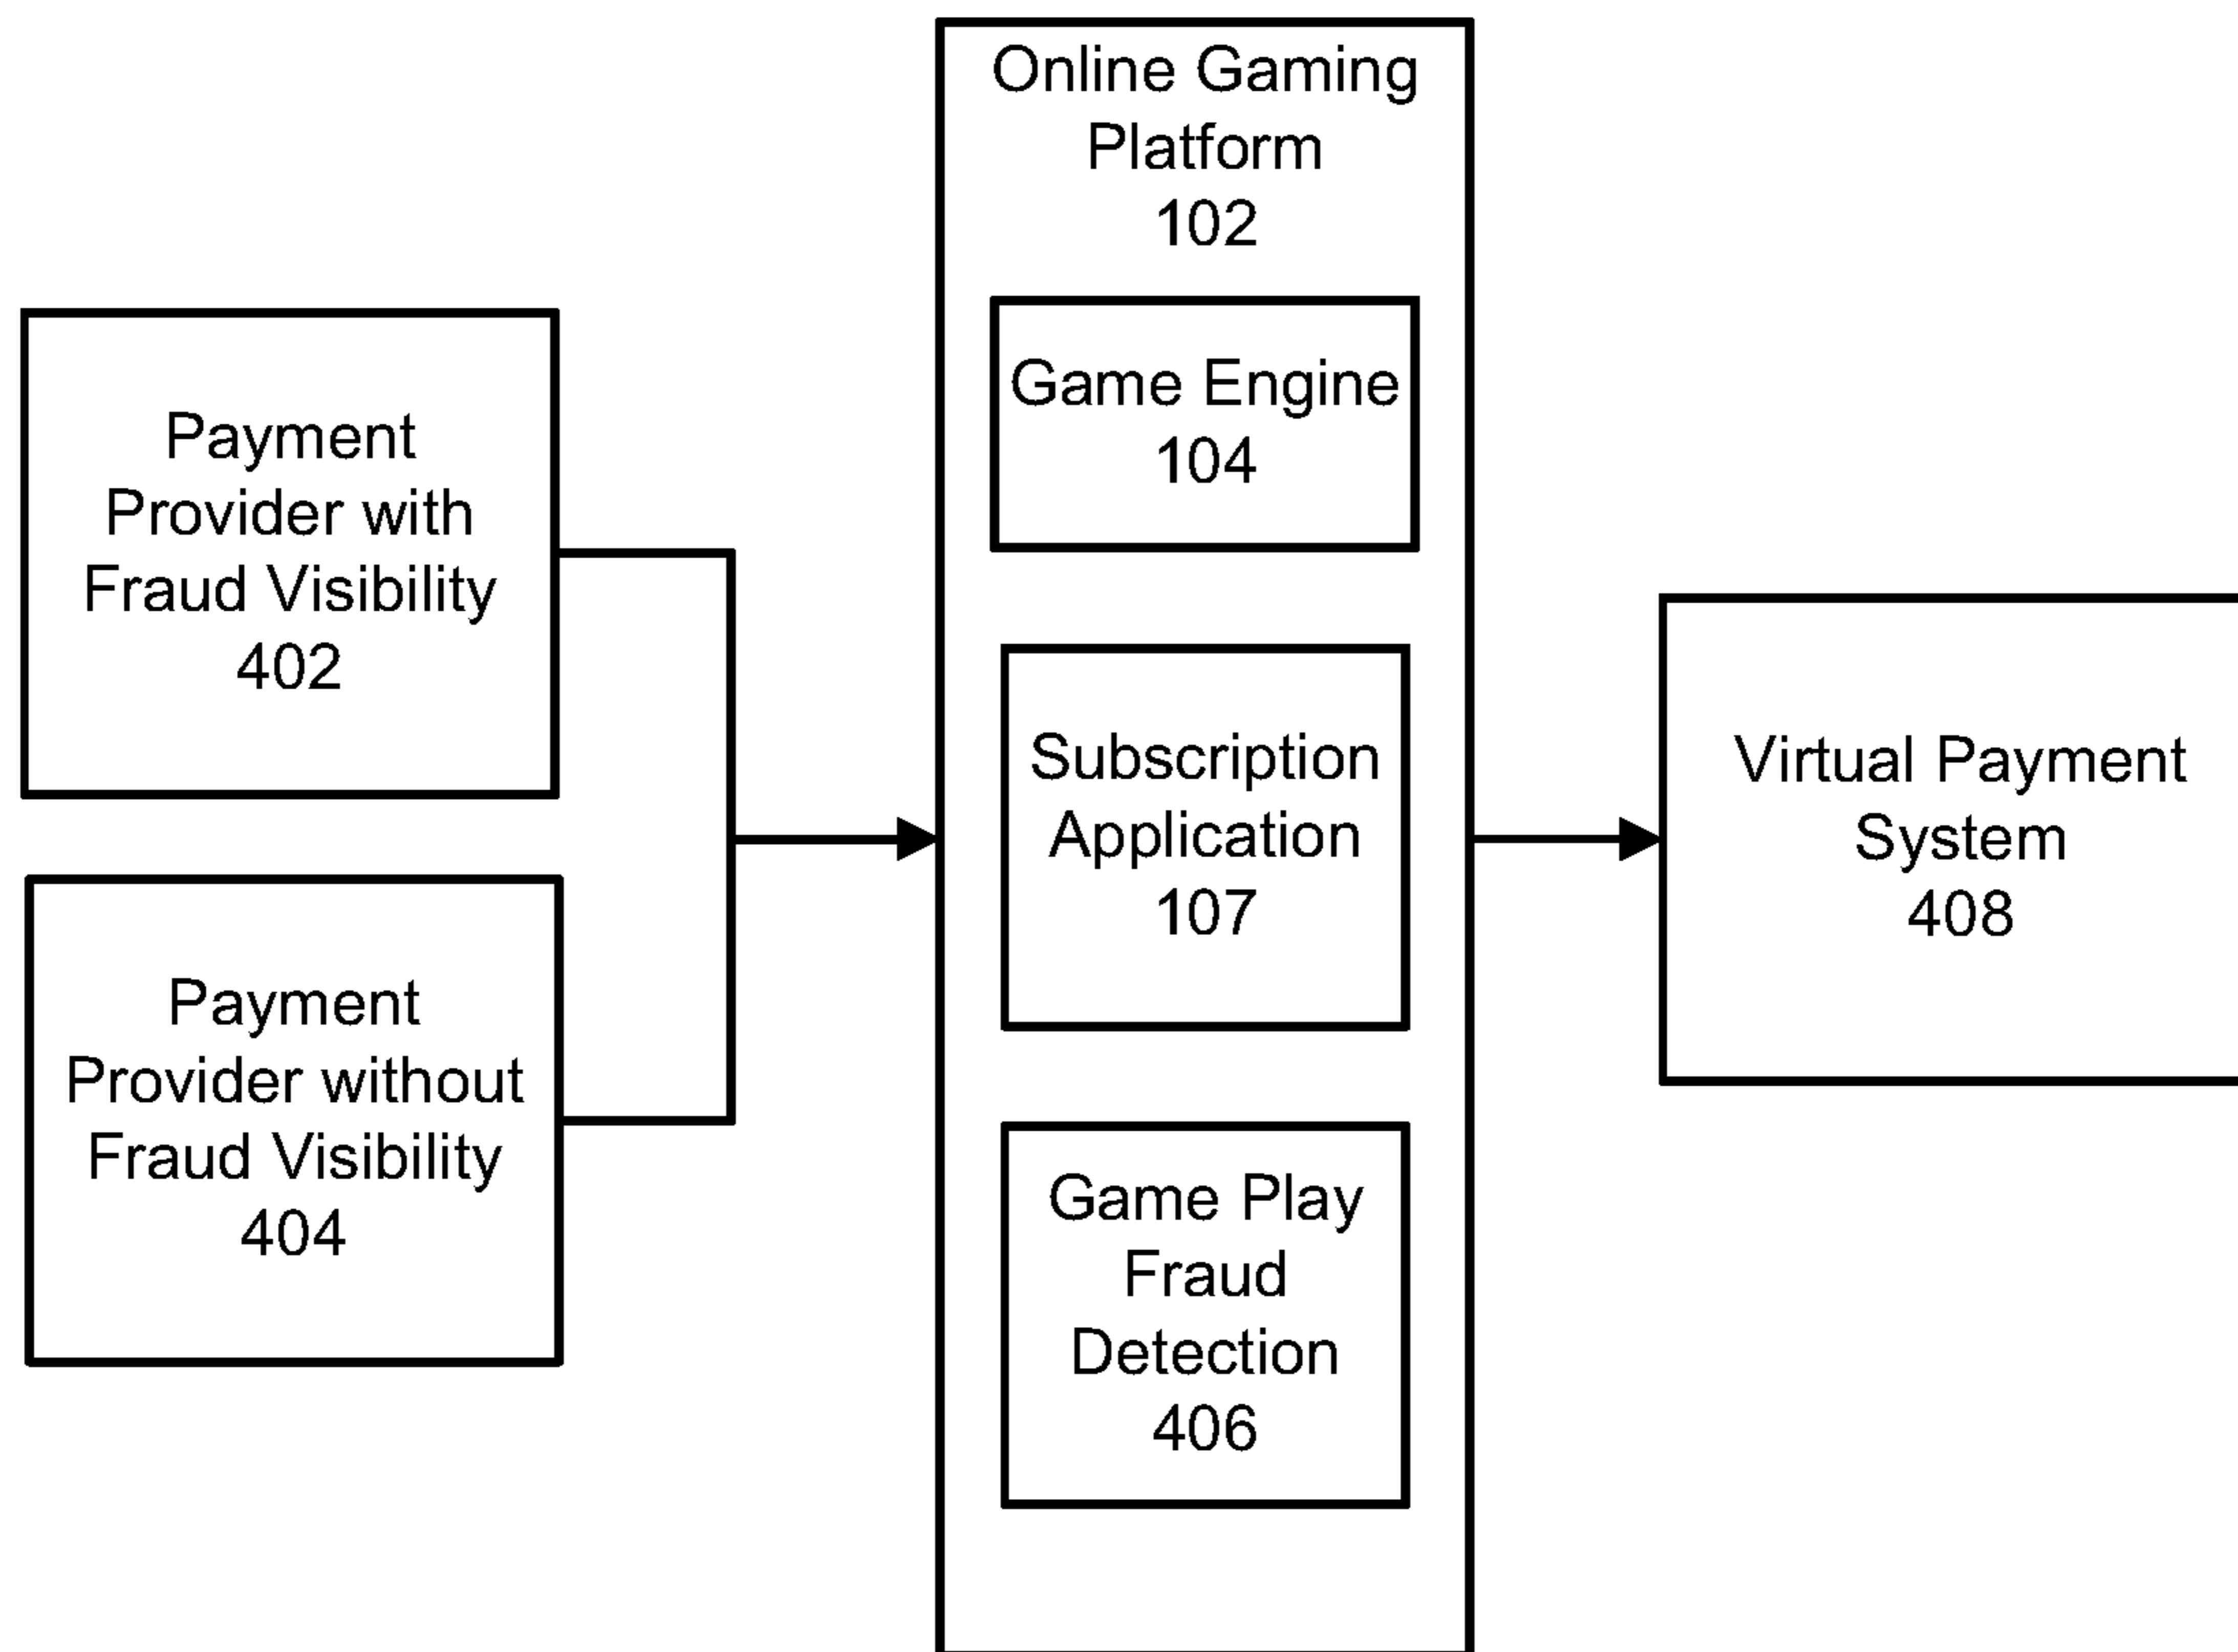 Payment
Provider with
Fraud Visibility
402
Payment
Provider without
Fraud Visibility
404
Online Gaming
Platform
102
Game Engine
104
Subscription
Application
107
Game Play
Fraud
Detection
406
Virtual Payment
System
408